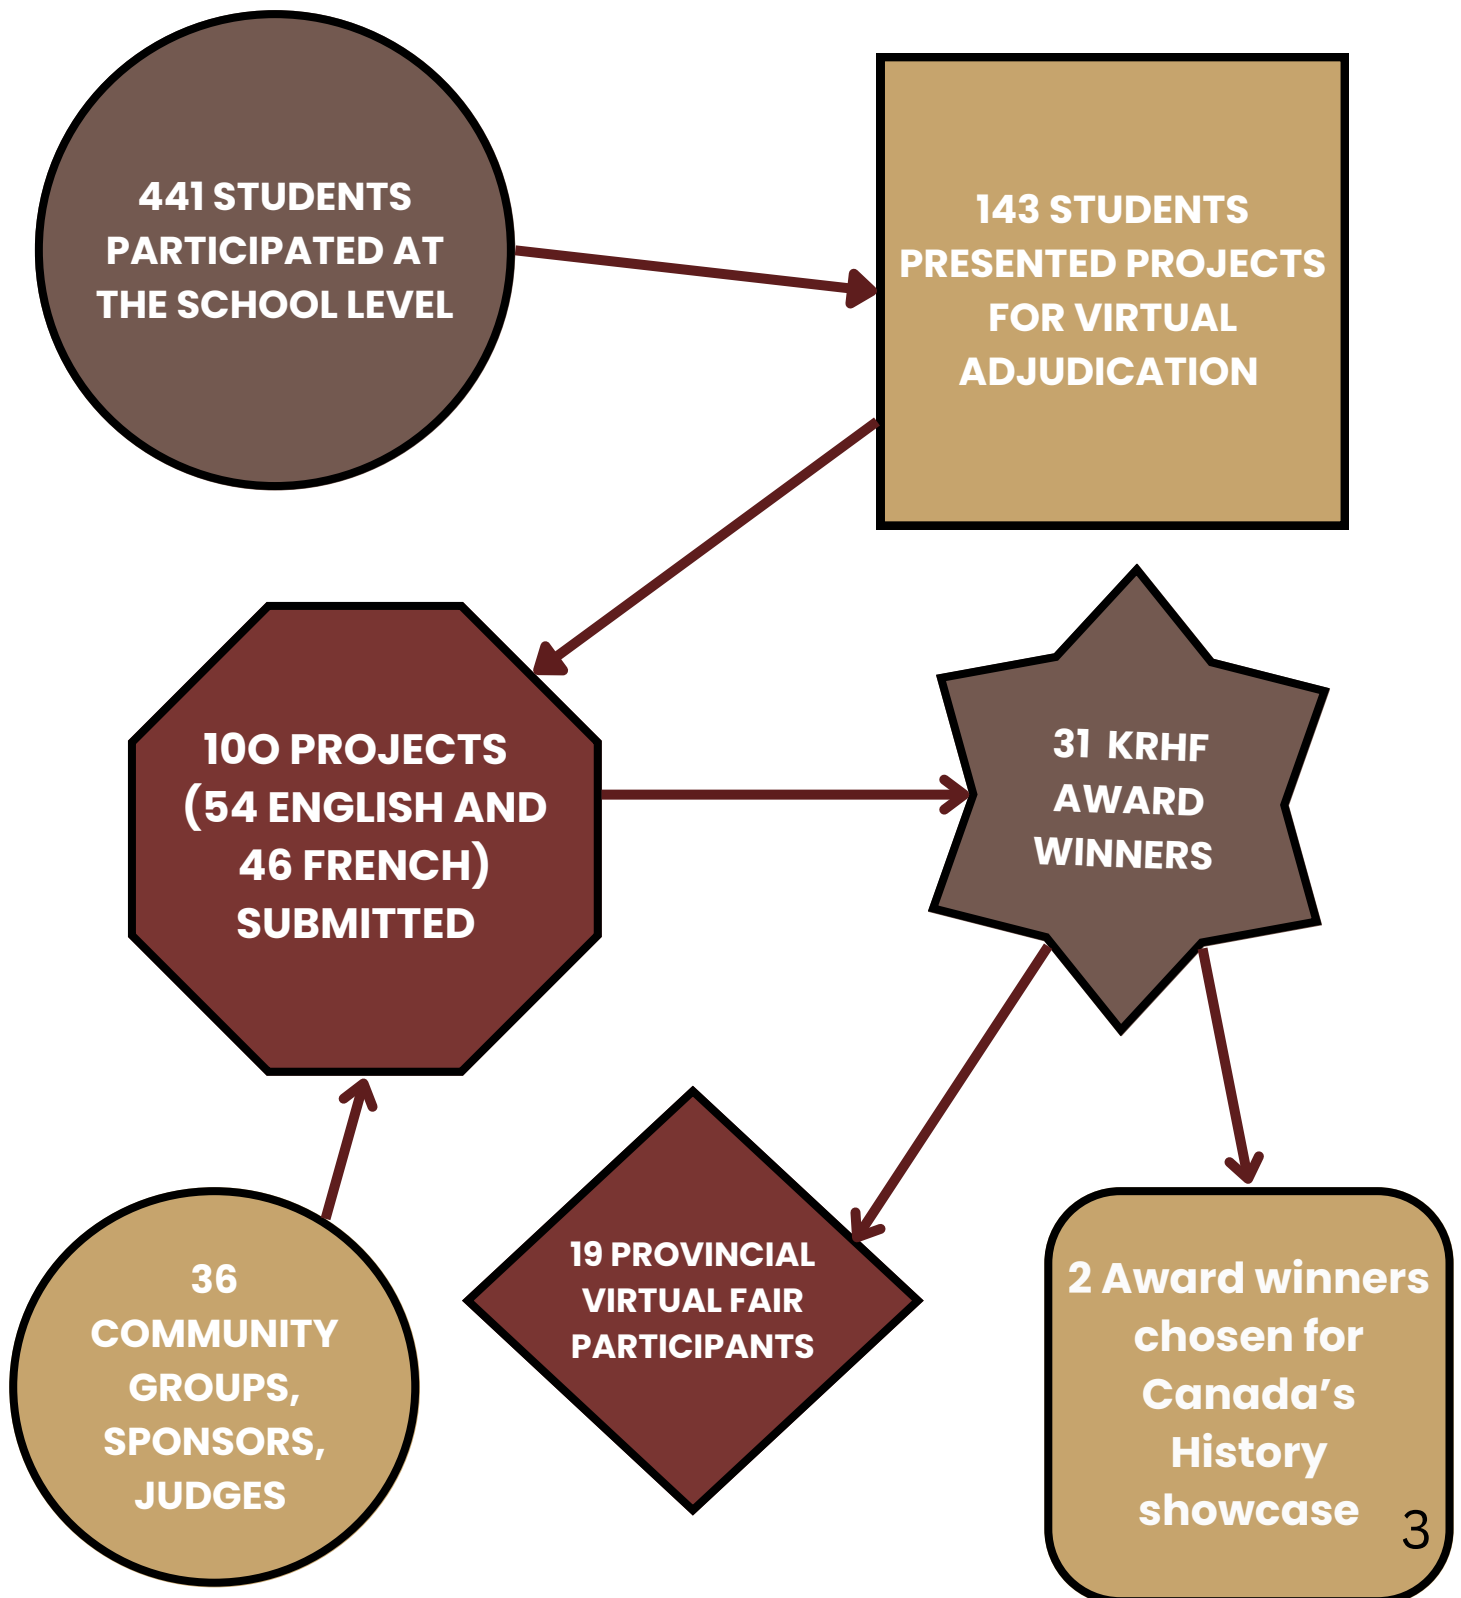 441 STUDENTS
PARTICIPATED AT
THE SCHOOL LEVEL
143 STUDENTS
PRESENTED PROJECTS
FOR VIRTUAL
ADJUDICATION
10O PROJECTS
(54 ENGLISH AND
46 FRENCH)
SUBMITTED
31 KRHF
AWARD
WINNERS
36
COMMUNITY
GROUPS,
SPONSORS,
JUDGES
19 PROVINCIAL
VIRTUAL FAIR
PARTICIPANTS
2 Award winners
chosen for
Canada’s
History
showcase
3